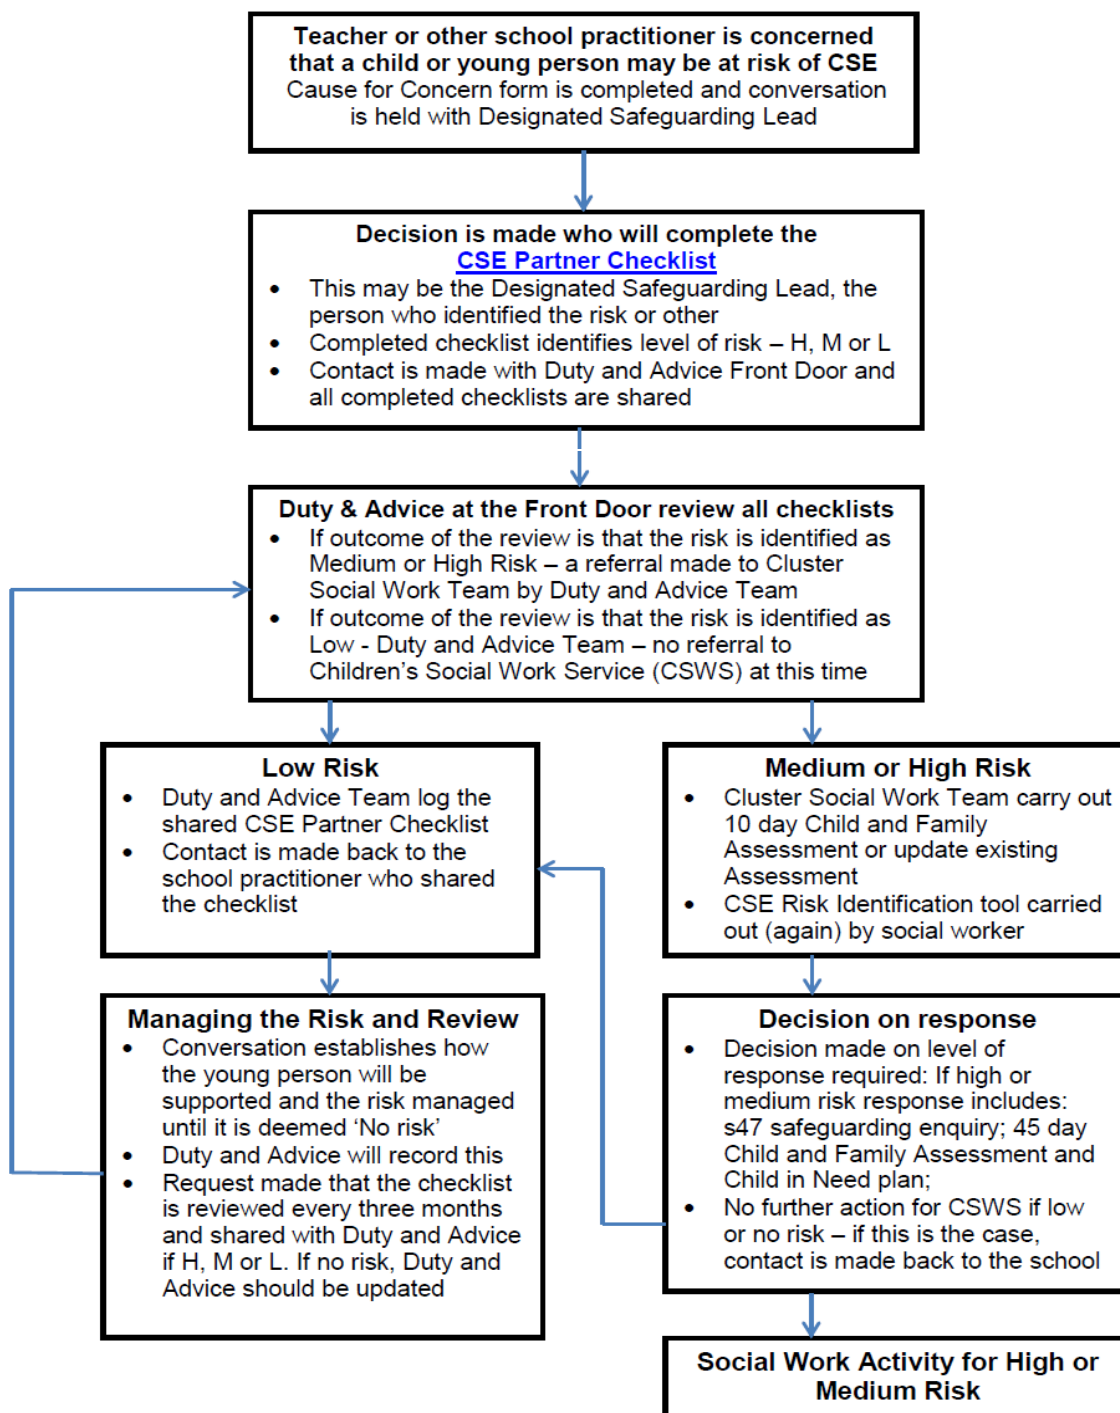 Teacher or other school practitioner is concerned
that a child or young person may be at risk of CSE
Cause for Concern form is completed and conversation
is held with Designated Safeguarding Lead
Decision is made who will complete the
CSE Partner Checklist
• This may be the Designated Safeguarding Lead, the
person who identified the risk or other
• Completed checklist identifies level of risk – H, M or L
• Contact is made with Duty and Advice Front Door and
all completed checklists are shared
Duty & Advice at the Front Door review all checklists
• If outcome of the review is that the risk is identified as
Medium or High Risk – a referral made to Cluster
Social Work Team by Duty and Advice Team
• If outcome of the review is that the risk is identified as
Low - Duty and Advice Team – no referral to
Children's Social Work Service (CSWS) at this time
Low Risk
• Duty and Advice Team log the
shared CSE Partner Checklist
• Contact is made back to the
school practitioner who shared
the checklist
Medium or High Risk
• Cluster Social Work Team carry out
10 day Child and Family
Assessment or update existing
Assessment
• CSE Risk Identification tool carried
out (again) by social worker
Managing the Risk and Review
• Conversation establishes how
the young person will be
supported and the risk managed
until it is deemed 'No risk'
• Duty and Advice will record this
• Request made that the checklist
is reviewed every three months
and shared with Duty and Advice
if H, M or L. If no risk, Duty and
Advice should be updated
Decision on response
• Decision made on level of
response required: If high or
medium risk response includes:
s47 safeguarding enquiry; 45 day
Child and Family Assessment and
Child in Need plan;
• No further action for CSWS if low
or no risk – if this is the case,
contact is made back to the school
Social Work Activity for High or
Medium Risk